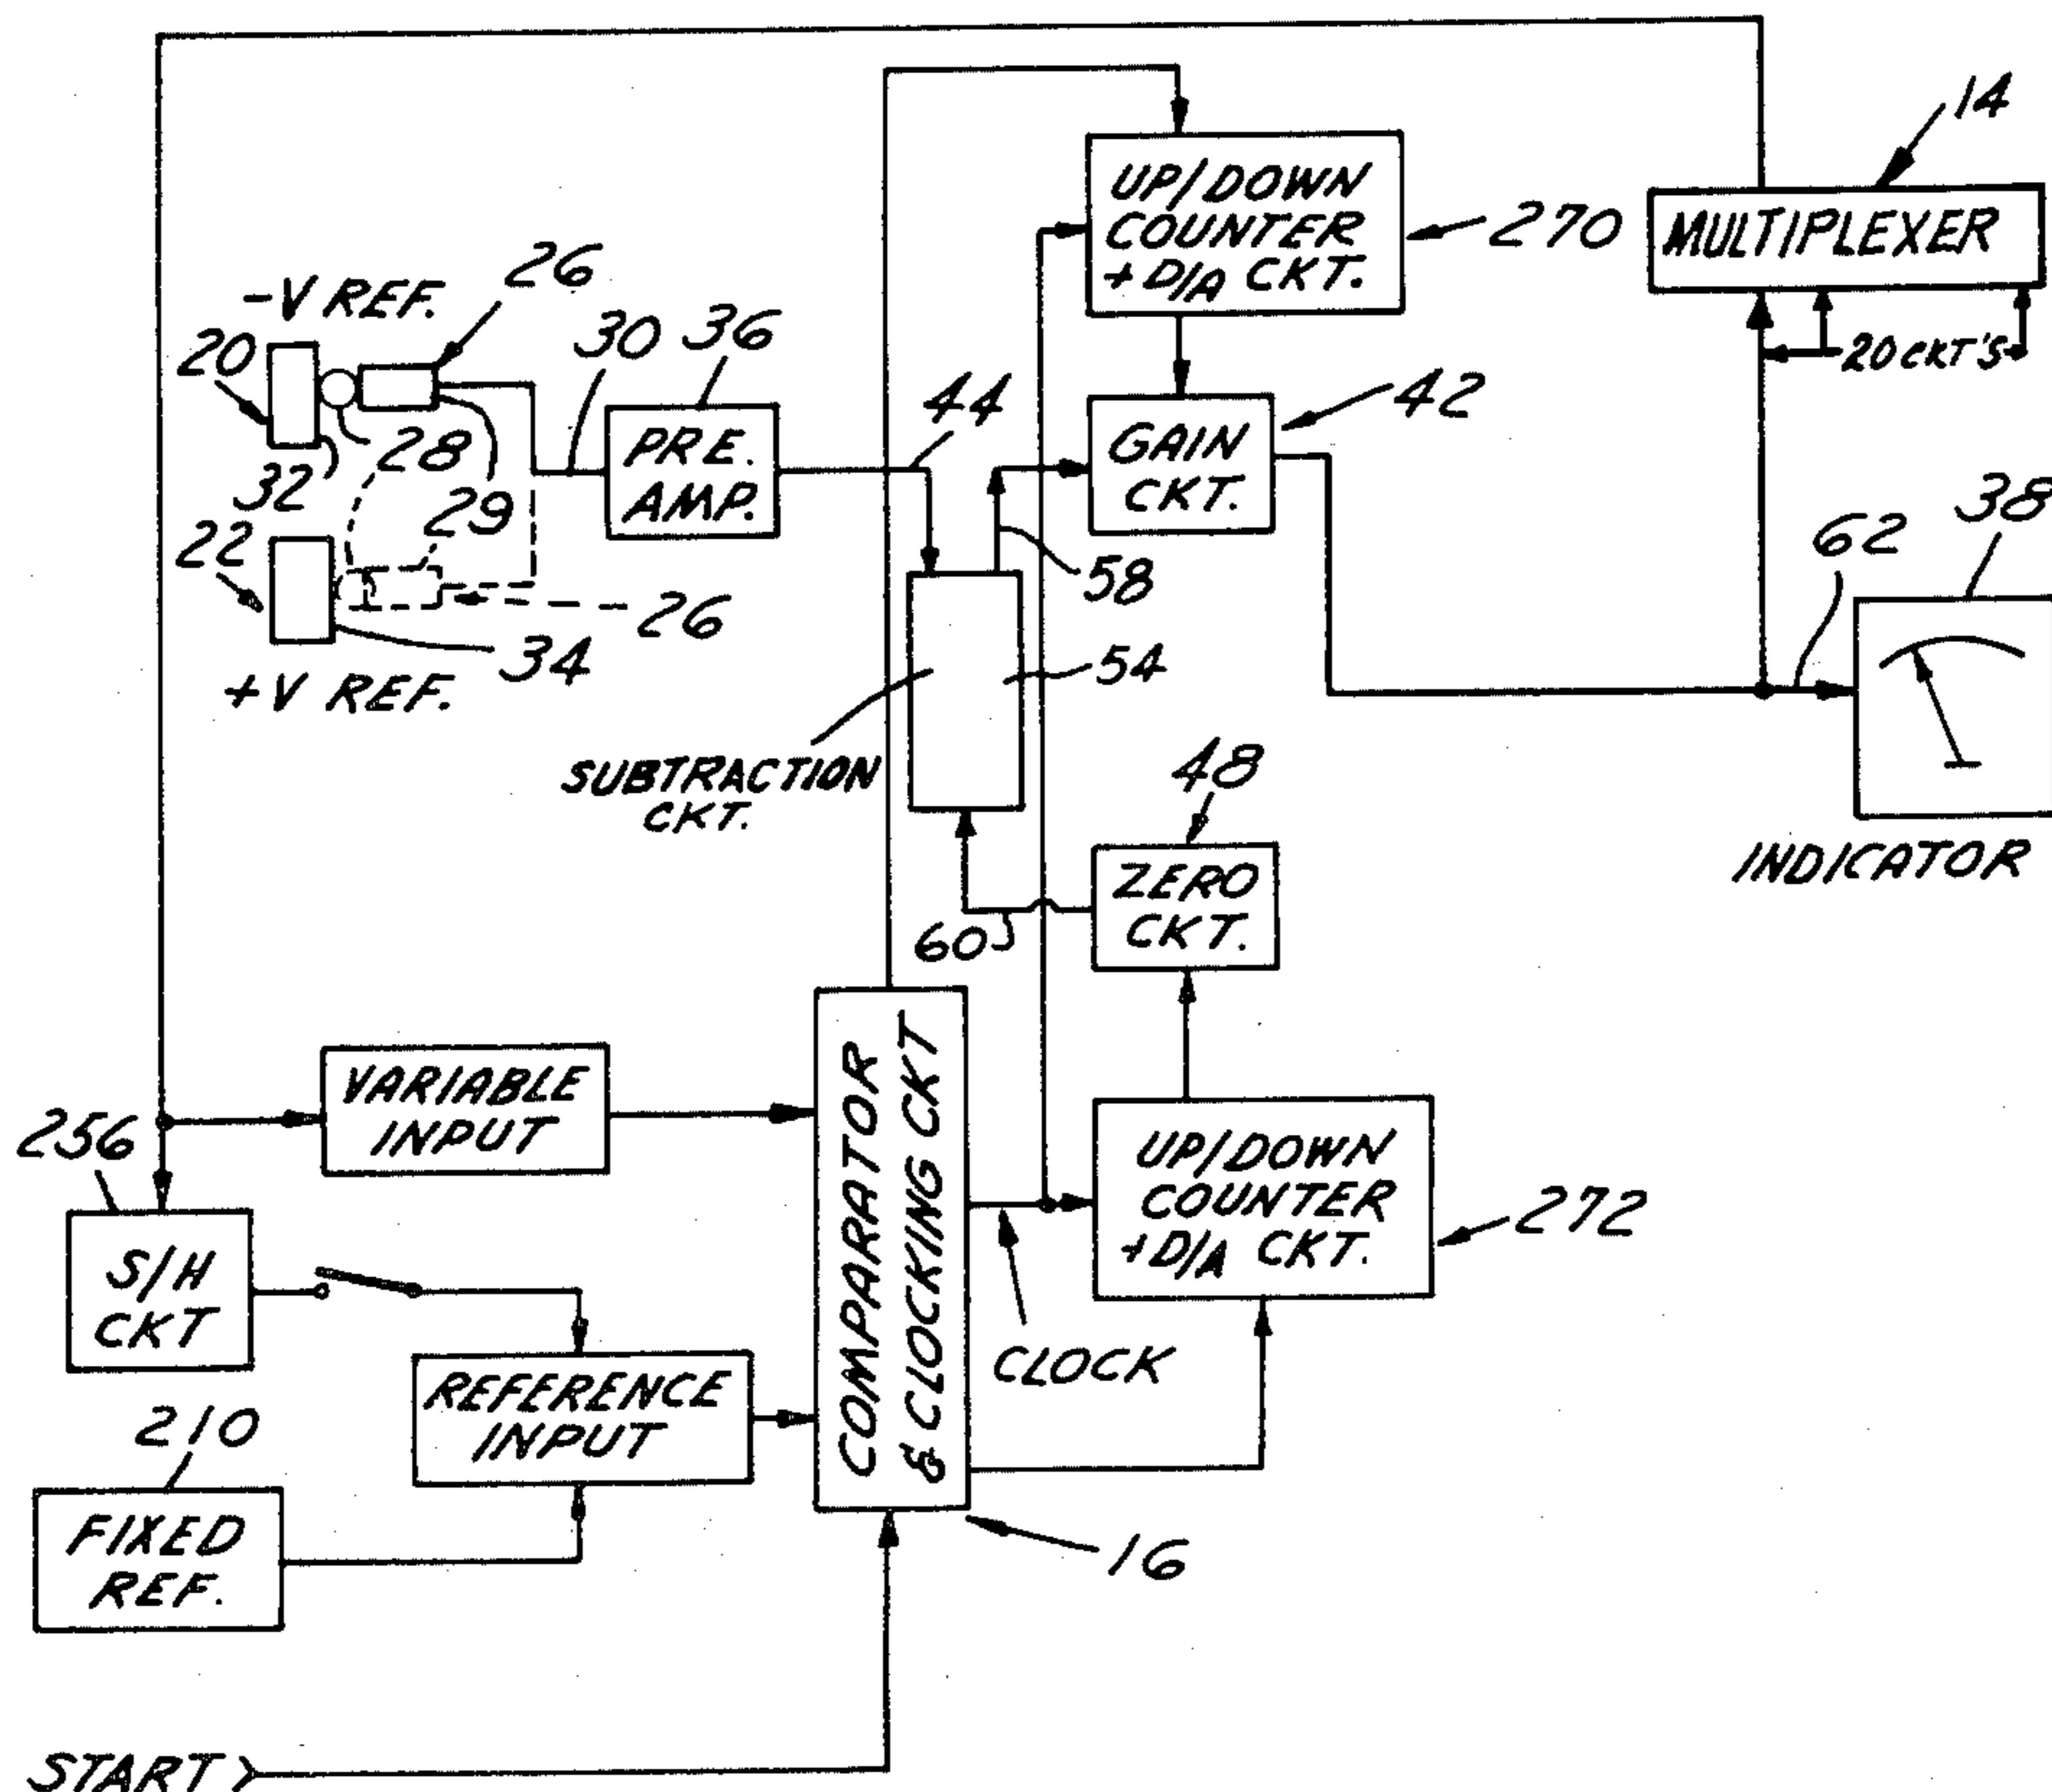 14
UP/DOWN
COUNTER
+D/A CKT.
270
MULTIPLEXER
-V REF.
26
20
30
36
44
42
20 CKT'S
PRE.
AMP.
GAIN
CKT.
32
28
29
38
62
22
58
26
34
54
+V REF.
SUBTRACTION
CKT.
48
INDICATOR
ZERO
CKT.
60
VARIABLE
INPUT
COMPARATOR
& CLOCKING CKT
256
UP/DOWN
COUNTER
+D/A CKT.
272
S/H
CKT
CLOCK
REFERENCE
INPUT
210
FIXED
REF.
16
START